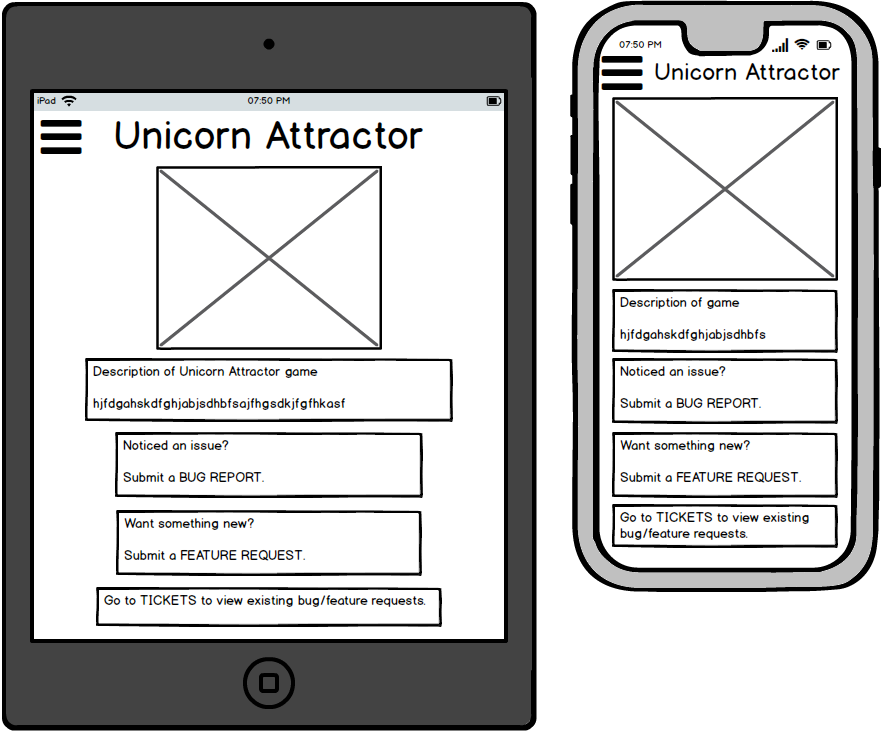 iPad 07:50 PM
Unicorn Attractor
Description of Unicorn Attractor game
hjfdgahskdfghjabjsdhbfsajfhgsdkjfgfhkasf
Noticed an issue?
Submit a BUG REPORT.
Want something new?
Submit a FEATURE REQUEST.
Go to TICKETS to view existing bug/feature requests.
07:50 PM
Unicorn Attractor
Description of game
hjfdgahskdfghjabjsdhbfs
Noticed an issue?
Submit a BUG REPORT.
Want something new?
Submit a FEATURE REQUEST.
Go to TICKETS to view existing
bug/feature requests.